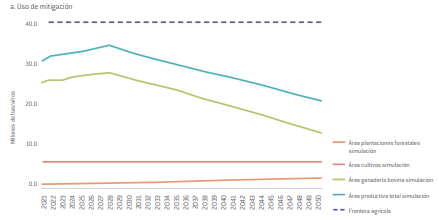 a. Uso de mitigación
40.0
30.0
20.0
10.0
0.0
Millones de hectáreas
2021 2022 2023 2024 2025 2026 2027 2028 2029 2030 2031 2032 2033 2034 2035 2036 2037 2038 2039 2040 2041 2042 2043 2044 2045 2046 2047 2048 2049 2050
Área plantaciones forestales
simulación
Área cultivos simulación
Área ganadería bovina simulación
Área productiva total simulación
Frontera agrícola